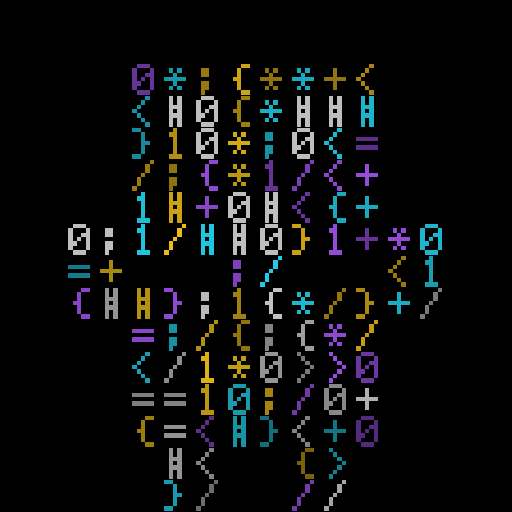 0*;{**+<
<H0{*HHH
}10*;0<=
/;{*1/<+
1H+0H<{+
0;1/HH0}1+*0
=+ ;/ <1
{HH};1{*/}+/
=;/{;{*/
</1*0>>0
==10;/0+
{=<H}<+0
H< {>
}/ //